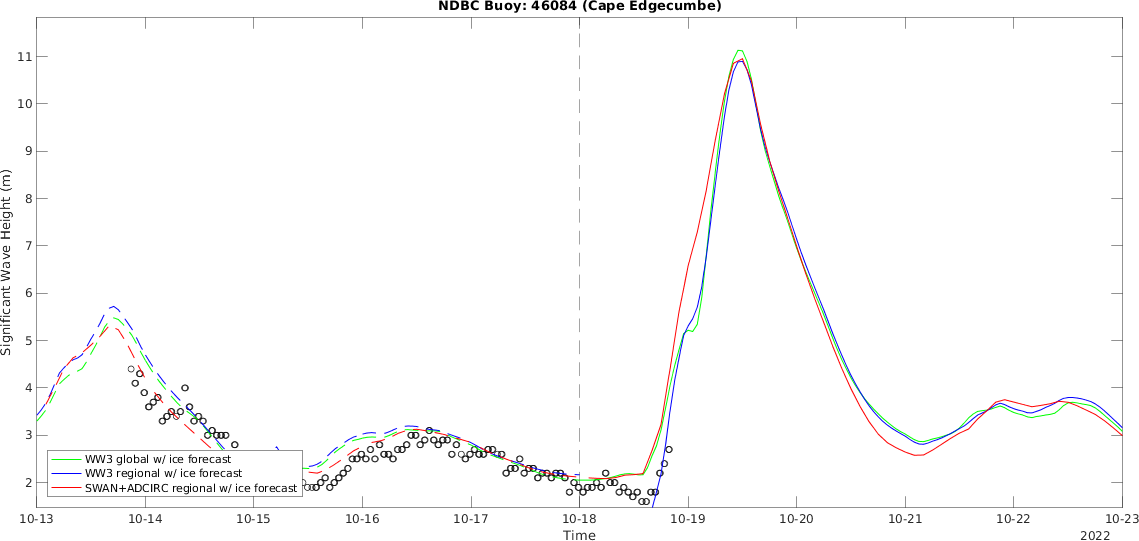 NDBC Buoy: 46084 (Cape Edgecumbe)
Significant Wave Height (m)
11
10
9
8
7
6
5
4
3
2
WW3 global w/ ice forecast
WW3 regional w/ ice forecast
SWAN+ADCIRC regional w/ ice forecast
10-13 10-14 10-15 10-16 10-17 10-18 10-19 10-20 10-21 10-22 10-23
Time
2022